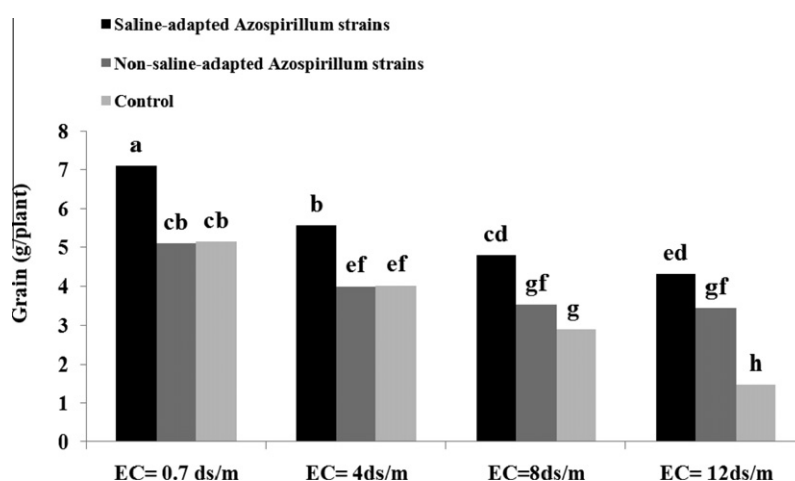 Saline-adapted Azospirillum strains
Non-saline-adapted Azospirillum strains
Control
Grain (g/plant)
8
7
6
5
4
3
2
1
0
a
cb
cb
b
ef
ef
cd
gf
g
ed
gf
h
EC= 0.7 ds/m
EC= 4ds/m
EC=8ds/m
EC= 12ds/m